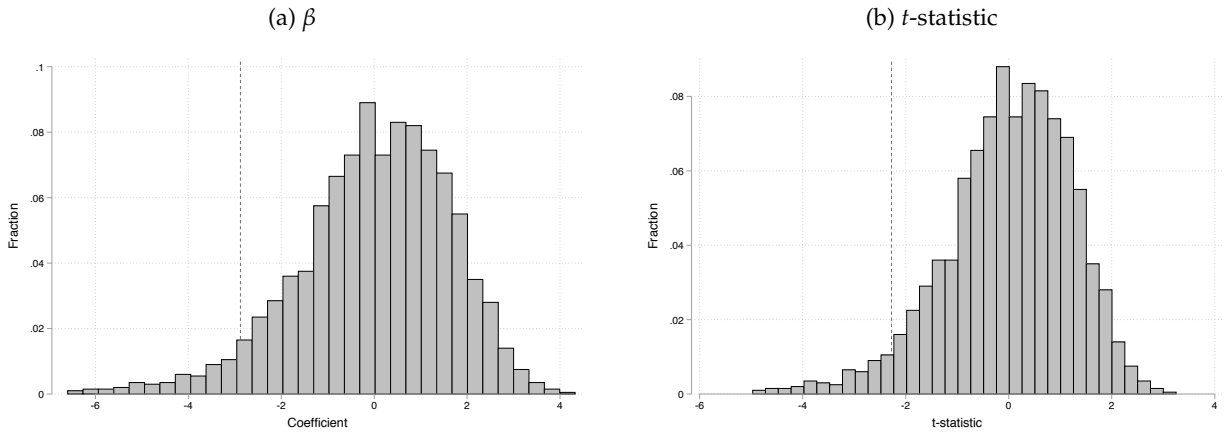 (a) β
.1
.08
.06
.04
.02
0
Fraction
-6 -4 -2 0 2 4
Coefficient
(b) t-statistic
.08
.06
.04
.02
0
Fraction
-6 -4 -2 0 2 4
t-statistic